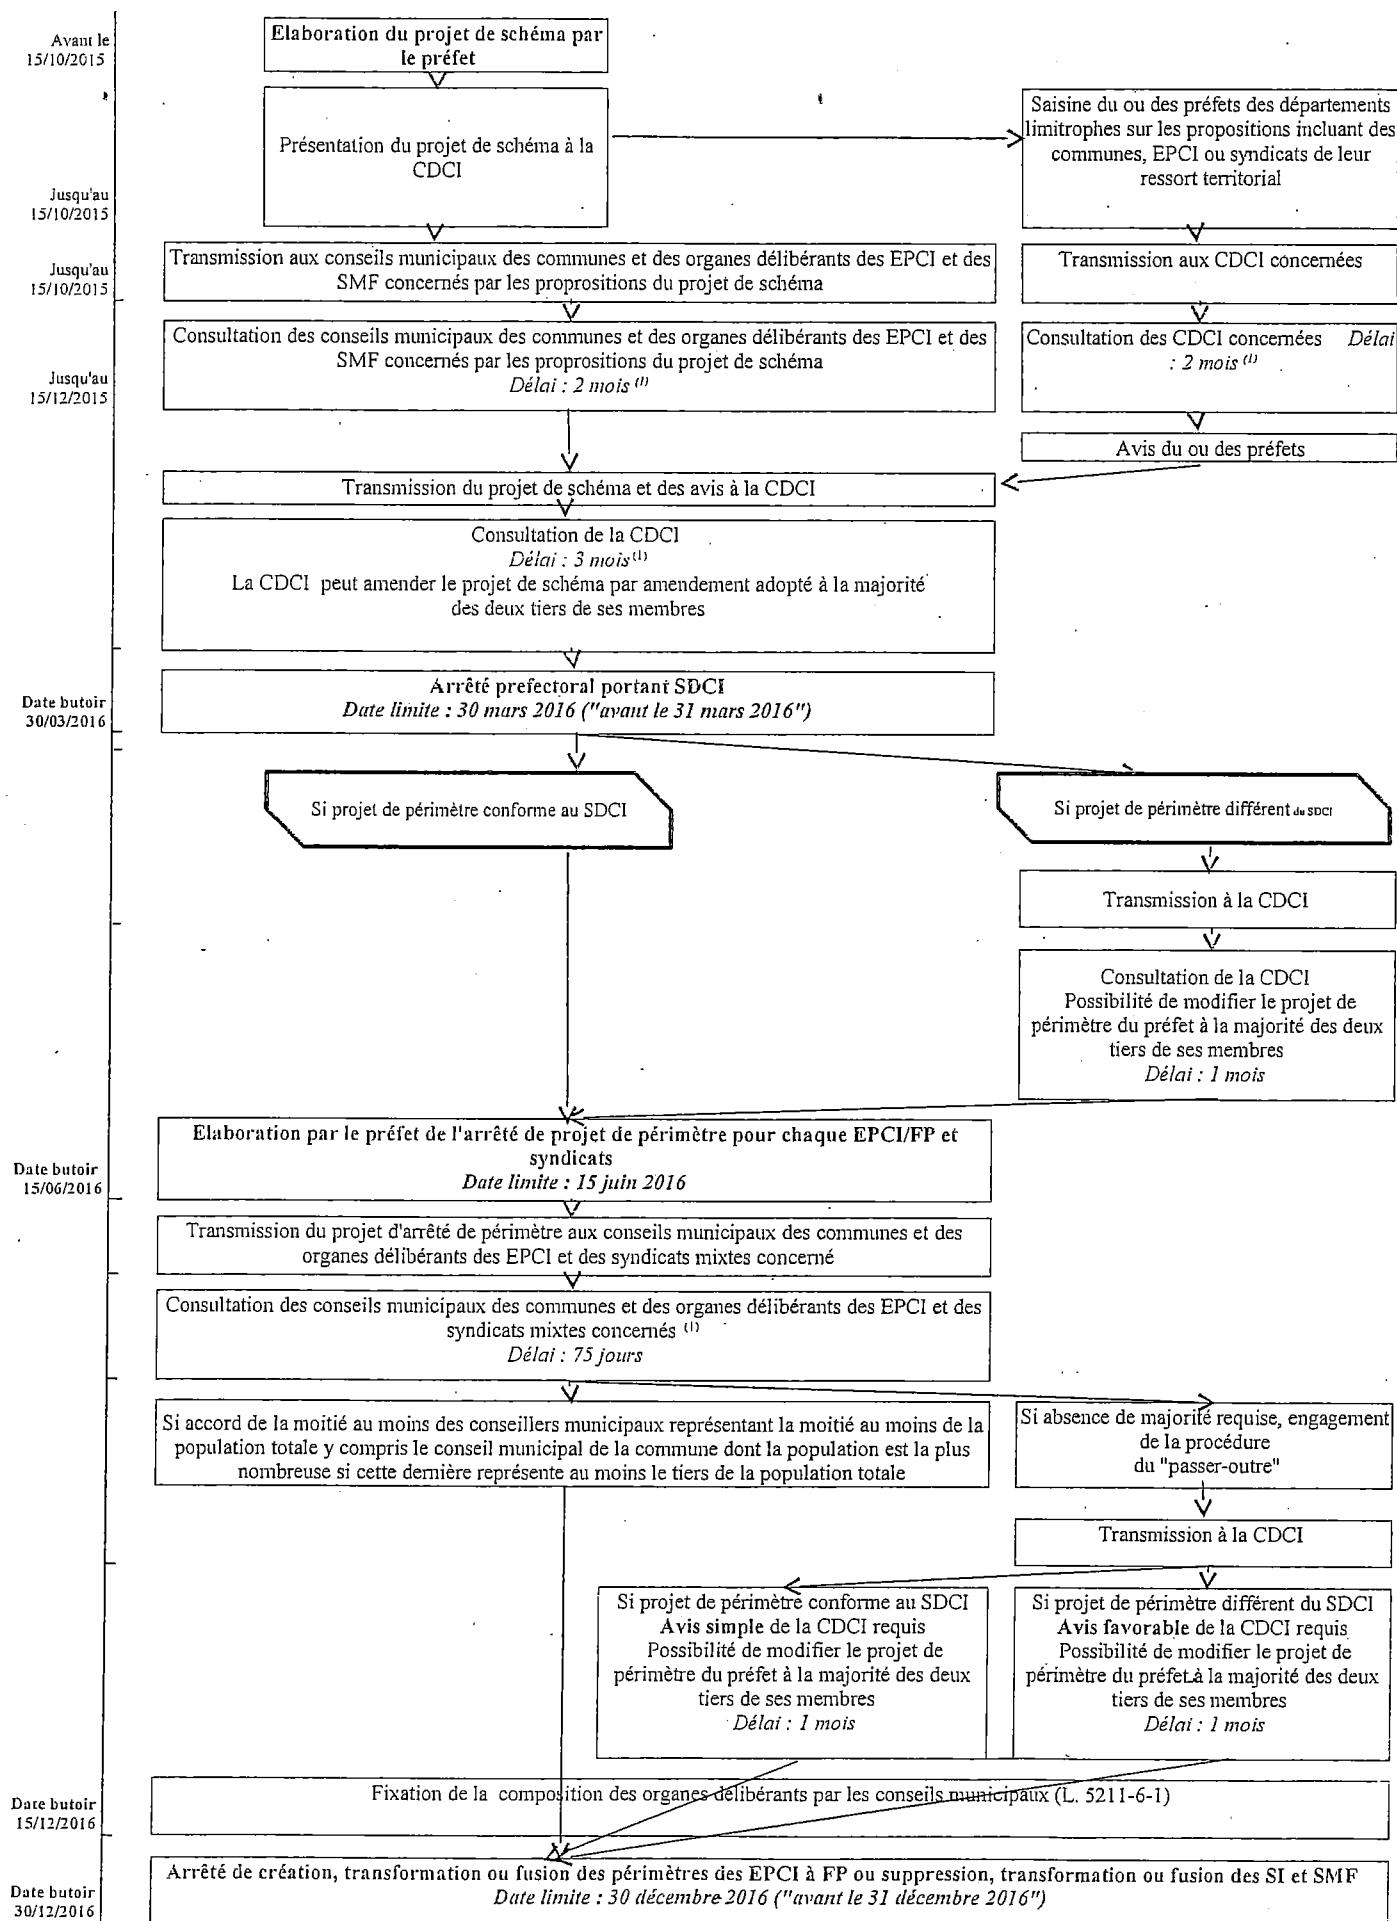 Avant le
15/10/2015
Elaboration du projet de schéma par
le préfet
Présentation du projet de schéma à la
CDCI
Saisine du ou des préfets des départements
limitrophes sur les propositions incluant des
communes, EPCI ou syndicats de leur
ressort territorial
Jusqu'au
15/10/2015
Transmission aux conseils municipaux des communes et des organes délibérants des EPCI et des
SMF concernés par les proprositions du projet de schéma
Transmission aux CDCI concernées
Jusqu'au
15/10/2015
Consultation des conseils municipaux des communes et des organes délibérants des EPCI et des
SMF concernés par les proprositions du projet de schéma
Délai : 2 mois (1)
Consultation des CDCI concernées Délai
: 2 mois (1)
Jusqu'au
15/12/2015
Avis du ou des préfets
Transmission du projet de schéma et des avis à la CDCI
Consultation de la CDCI
Délai : 3 mois (1)
La CDCI peut amender le projet de schéma par amendement adopté à la majorité
des deux tiers de ses membres
Date butoir
30/03/2016
Arrêté prefectoral portant SDCI
Date limite : 30 mars 2016 ("avant le 31 mars 2016")
Si projet de périmètre conforme au SDCI
Si projet de périmètre différent du SDCI
Transmission à la CDCI
Consultation de la CDCI
Possibilité de modifier le projet de
périmètre du préfet à la majorité des deux
tiers de ses membres
Délai : 1 mois
Date butoir
15/06/2016
Elaboration par le préfet de l'arrêté de projet de périmètre pour chaque EPCI/FP et
syndicats
Date limite : 15 juin 2016
Transmission du projet d'arrêté de périmètre aux conseils municipaux des communes et des
organes délibérants des EPCI et des syndicats mixtes concerné
Consultation des conseils municipaux des communes et des organes délibérants des EPCI et des
syndicats mixtes concernés (1)
Délai : 75 jours
Si accord de la moitié au moins des conseillers municipaux représentant la moitié au moins de la
population totale y compris le conseil municipal de la commune dont la population est la plus
nombreuse si cette dernière représente au moins le tiers de la population totale
Si absence de majorité requise, engagement
de la procédure
du "passer-outre"
Transmission à la CDCI
Si projet de périmètre conforme au SDCI
Avis simple de la CDCI requis
Possibilité de modifier le projet de
périmètre du préfet à la majorité des deux
tiers de ses membres
Délai : 1 mois
Si projet de périmètre différent du SDCI
Avis favorable de la CDCI requis
Possibilité de modifier le projet de
périmètre du préfet à la majorité des deux
tiers de ses membres
Délai : 1 mois
Date butoir
15/12/2016
Fixation de la composition des organes délibérants par les conseils municipaux (L. 5211-6-1)
Date butoir
30/12/2016
Arrêté de création, transformation ou fusion des périmètres des EPCI à FP ou suppression, transformation ou fusion des SI et SMF
Date limite : 30 décembre 2016 ("avant le 31 décembre 2016")